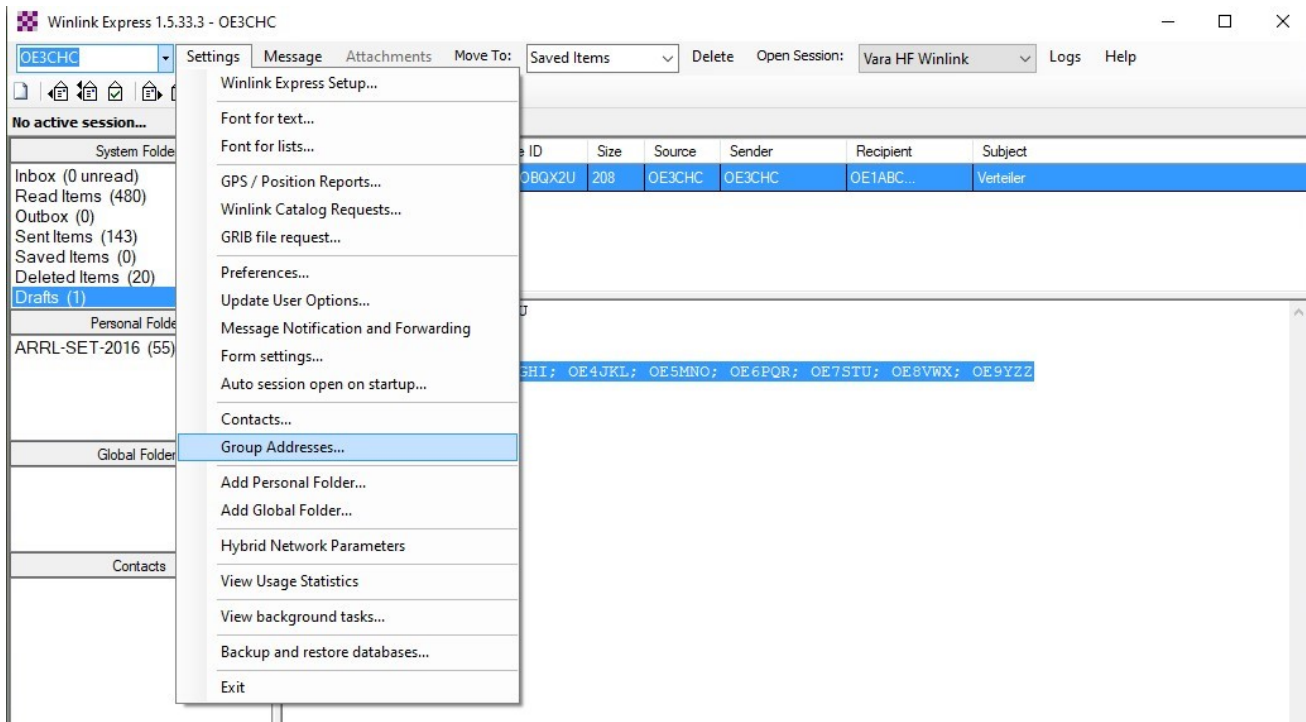 Winlink Express 1.5.33.3 - OE3CHC
OE3CHC Settings Message Attachments Move To: Saved Items Delete Open Session: Vara HF Winlink Logs Help
No active session...
System Folde
Inbox (0 unread)
Read Items (480)
Outbox (0)
Sent Items (143)
Saved Items (0)
Deleted Items (20)
Drafts (1)
Personal Folde
ARRL-SET-2016 (55)
Global Folder
Contacts
Winlink Express Setup...
Font for text...
Font for lists...
GPS / Position Reports...
Winlink Catalog Requests...
GRIB file request...
Preferences...
Update User Options...
Message Notification and Forwarding
Form settings...
Auto session open on startup...
Contacts...
Group Addresses...
Add Personal Folder...
Add Global Folder...
Hybrid Network Parameters
View Usage Statistics
View background tasks...
Backup and restore databases...
Exit
ID Size Source Sender Recipient Subject
OBQX2U 208 OE3CHC OE3CHC OE1ABC... Verteiler
GHI; OE4JKL; OE5MNO; OE6PQR; OE7STU; OE8VWX; OE9YZZ